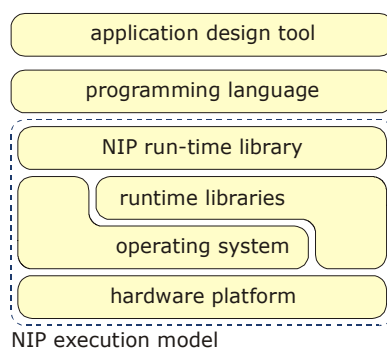 application design tool
programming language
NIP run-time library
runtime libraries
operating system
hardware platform
NIP execution model